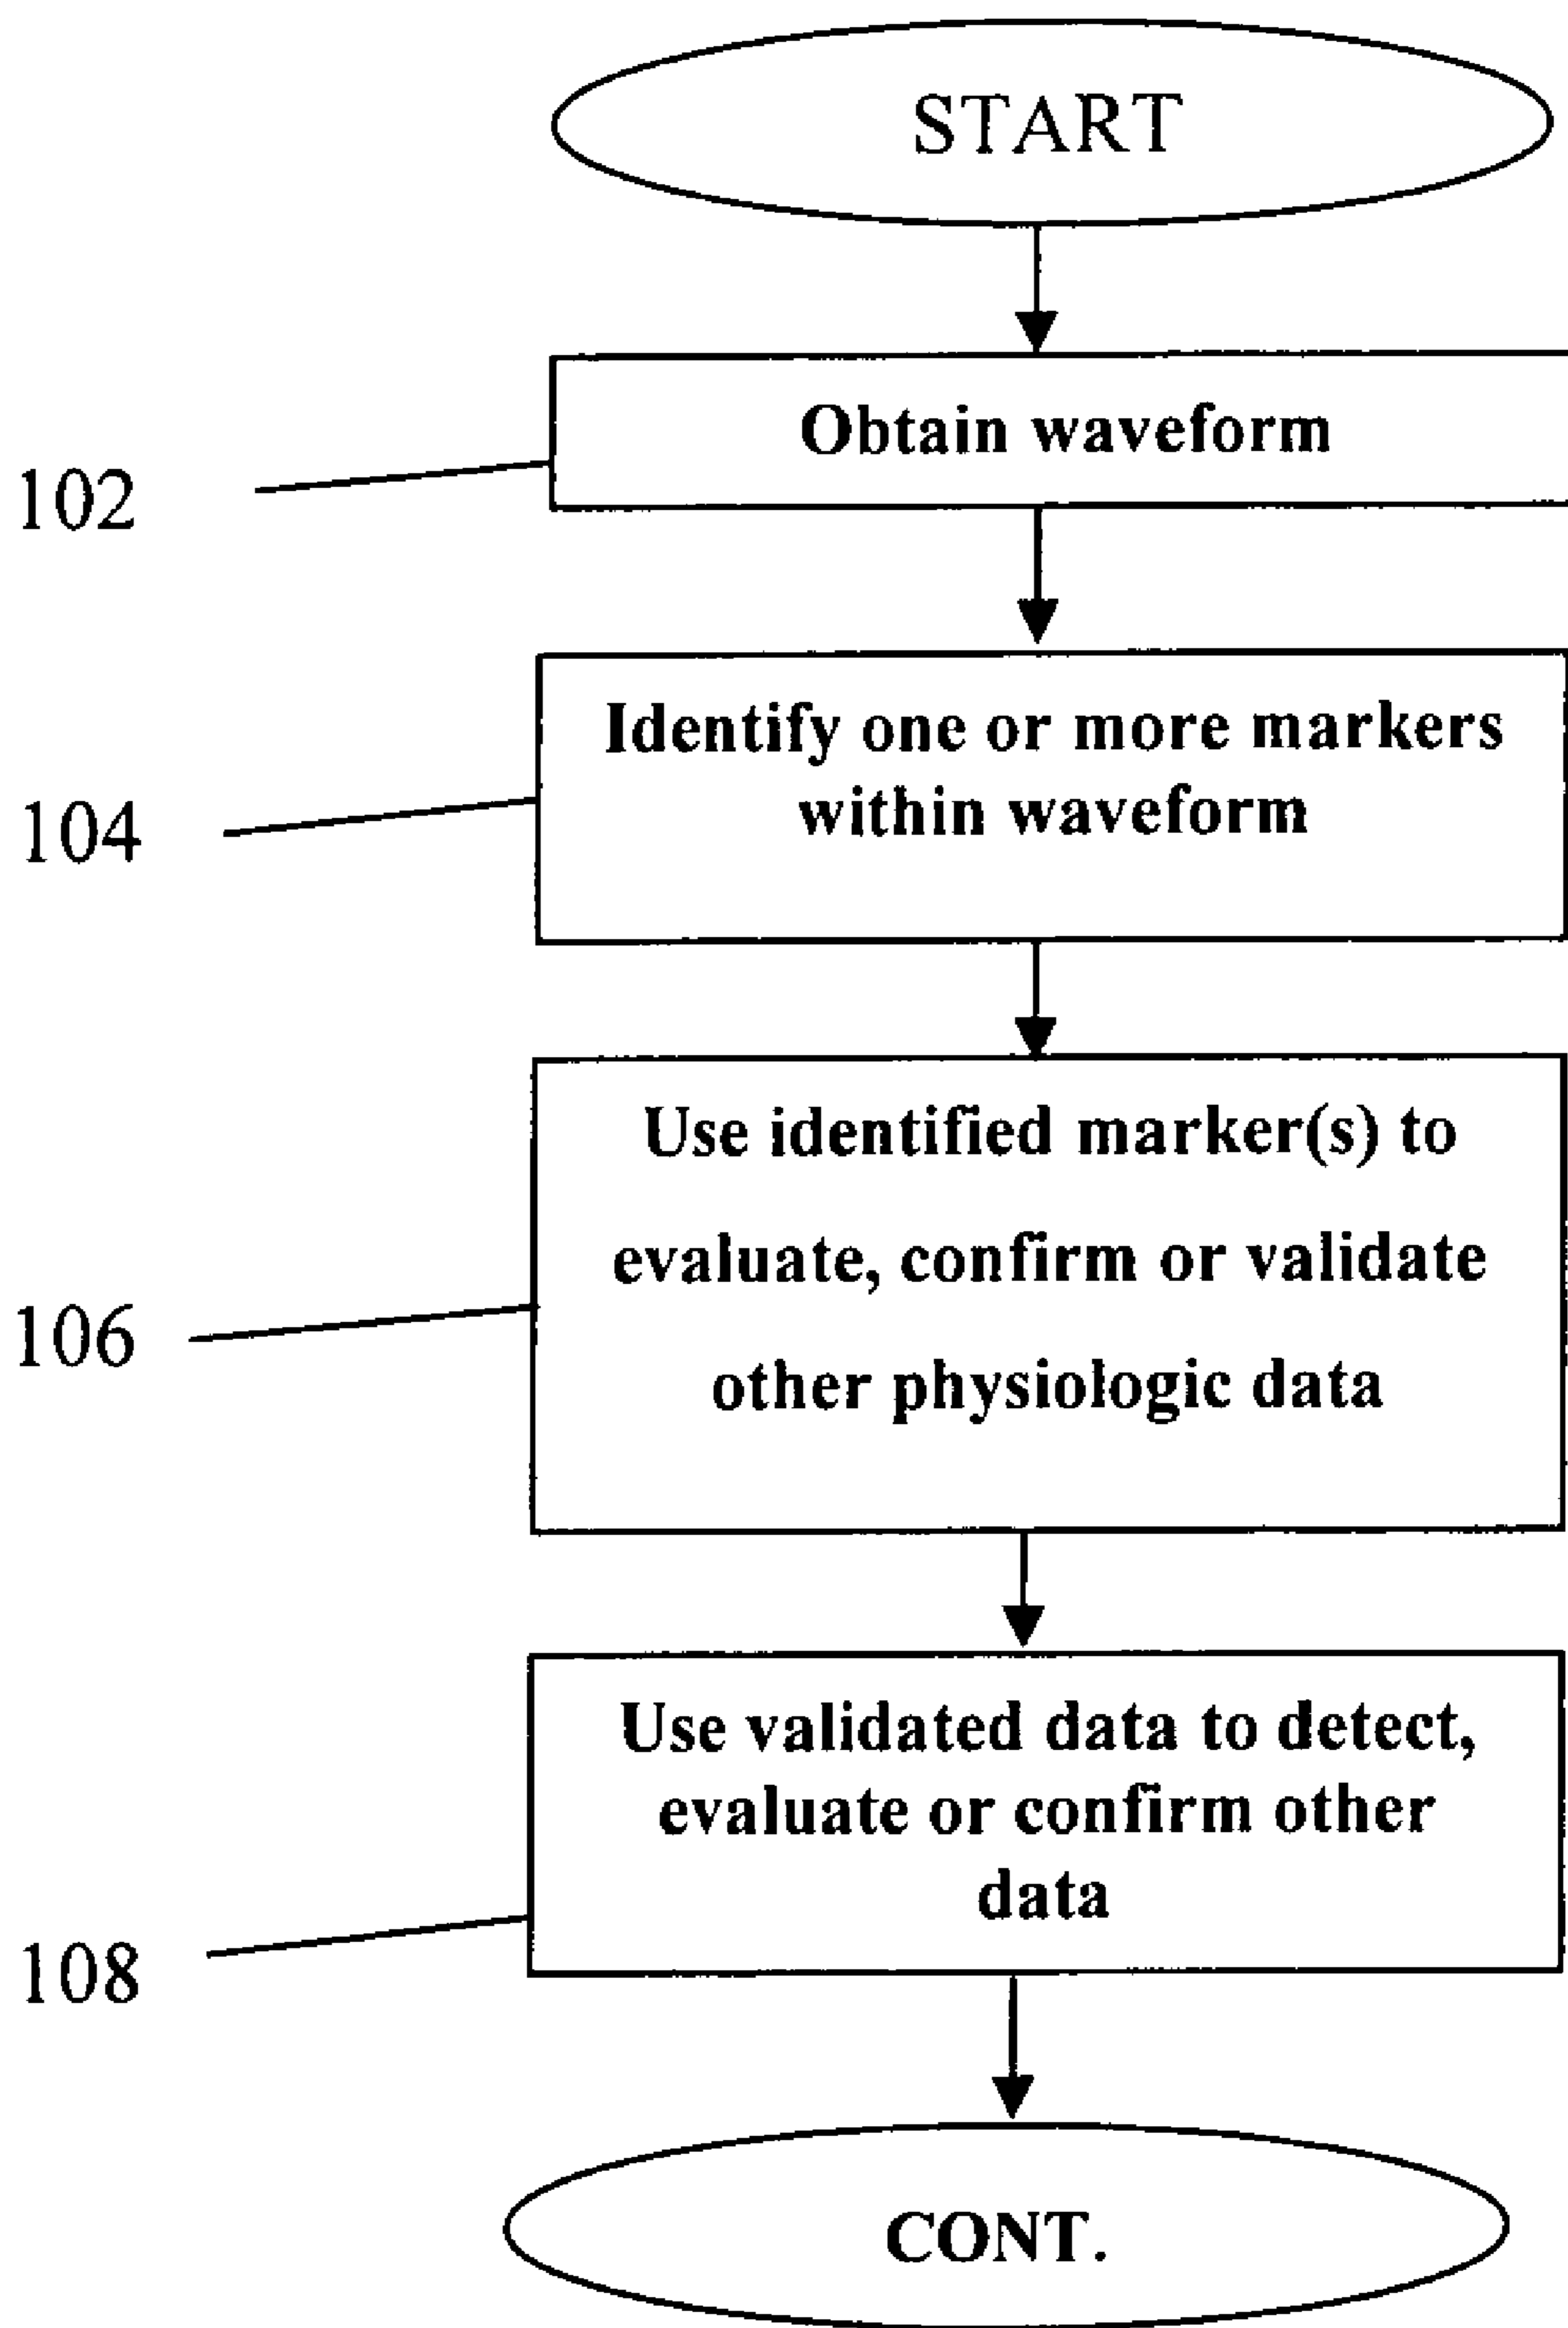 START
Obtain waveform
102
Identify one or more markers
within waveform
104
Use identified marker(s) to
evaluate, confirm or validate
other physiologic data
106
Use validated data to detect,
evaluate or confirm other
data
108
CONT.